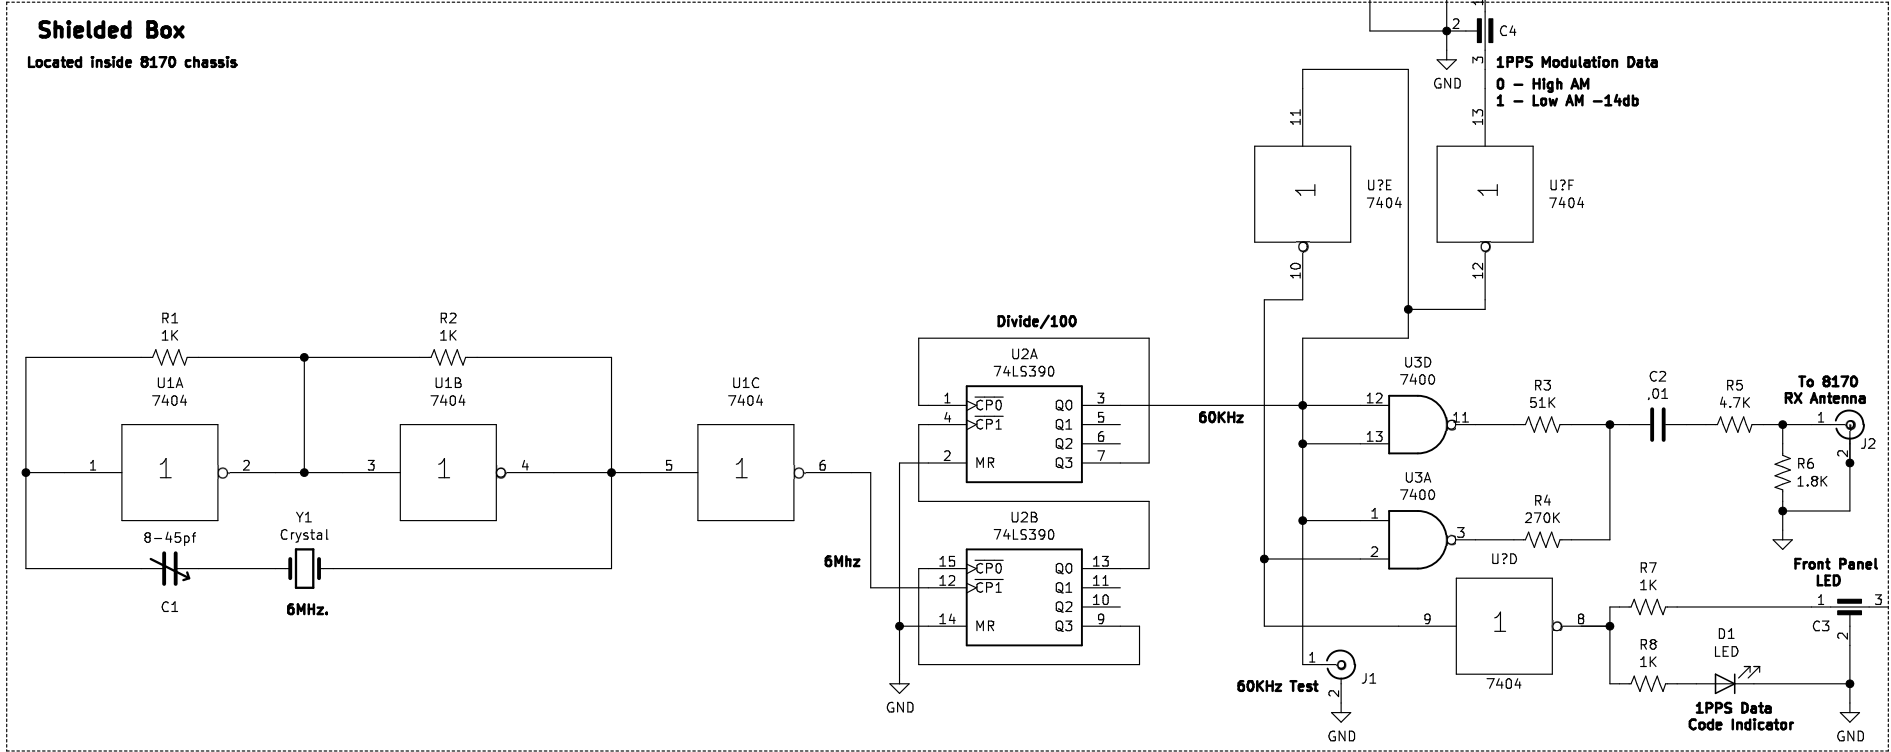 Shielded Box
Located inside 8170 chassis
1
2
C4
3
GND
1PPS Modulation Data
0 - High AM
1 - Low AM -14db
11
13
1
U?E
7404
1
U?F
7404
10
12
R1
1K
U1A
7404
1
1
2
R2
1K
U1B
7404
3
1
4
8-45pf
C1
Y1
Crystal
6MHz.
U1C
7404
5
1
6
6Mhz
Divide/100
U2A
74LS390
1
CP0
Q0
3
4
CP1
Q1
5
Q2
6
2
MR
Q3
7
U2B
74LS390
15
CP0
Q0
13
12
CP1
Q1
11
Q2
10
14
MR
Q3
9
GND
60KHz
U3D
7400
12
13
11
U3A
7400
1
2
3
R3
51K
R4
270K
C2
.01
R5
4.7K
To 8170
RX Antenna
1
J2
2
R6
1.8K
U?D
9
1
8
7404
R7
1K
R8
1K
Front Panel
LED
1
3
C3
2
D1
LED
1PPS Data
Code Indicator
GND
60KHz Test
1
J1
2
GND